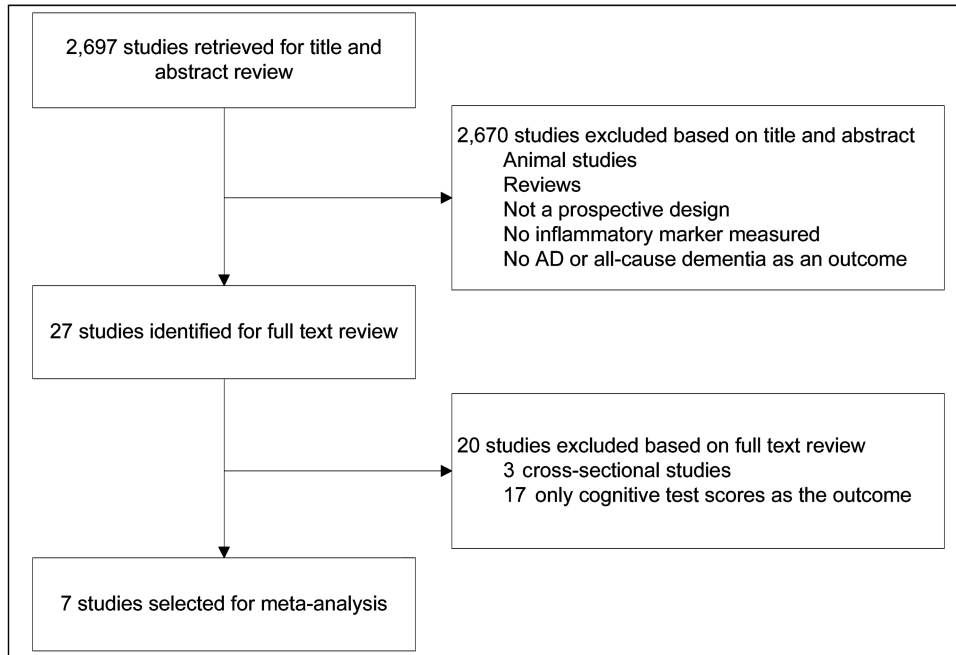 2,697 studies retrieved for title and
abstract review
2,670 studies excluded based on title and abstract
Animal studies
Reviews
Not a prospective design
No inflammatory marker measured
No AD or all-cause dementia as an outcome
27 studies identified for full text review
20 studies excluded based on full text review
3 cross-sectional studies
17 only cognitive test scores as the outcome
7 studies selected for meta-analysis